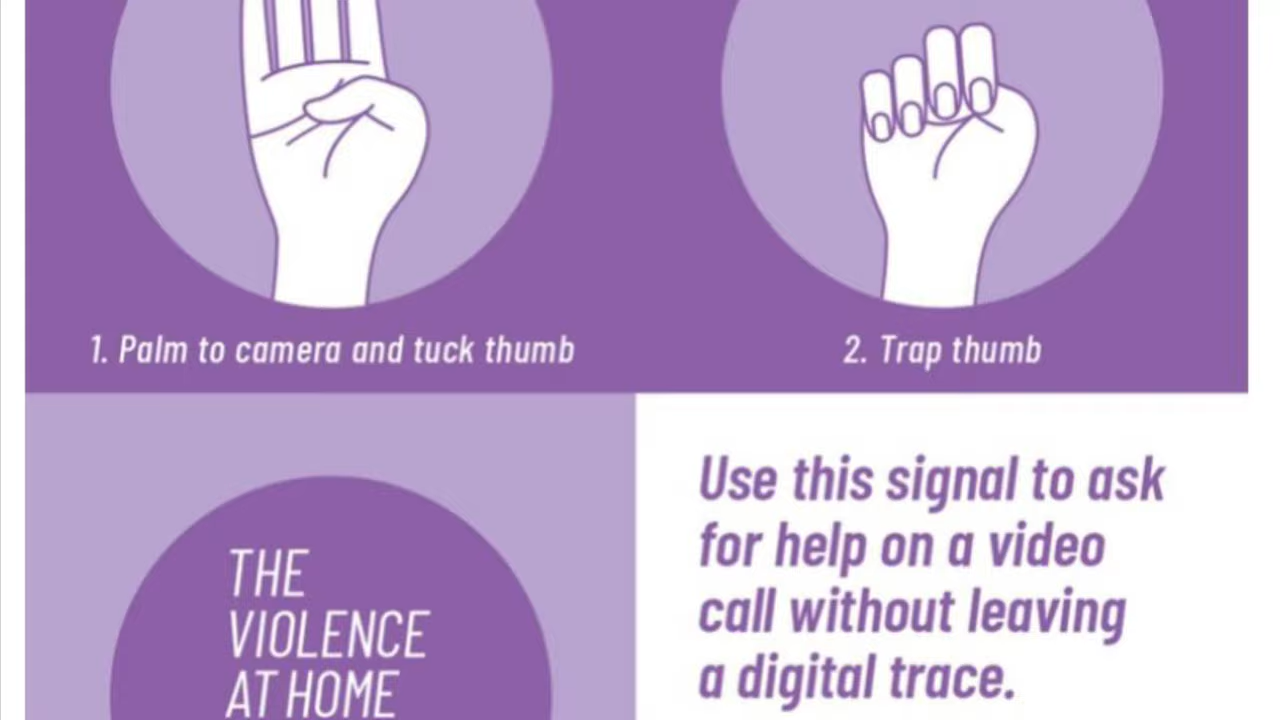 1. Palm to camera and tuck thumb
2. Trap thumb
THE
VIOLENCE
AT HOME
Use this signal to ask
for help on a video
call without leaving
a digital trace.